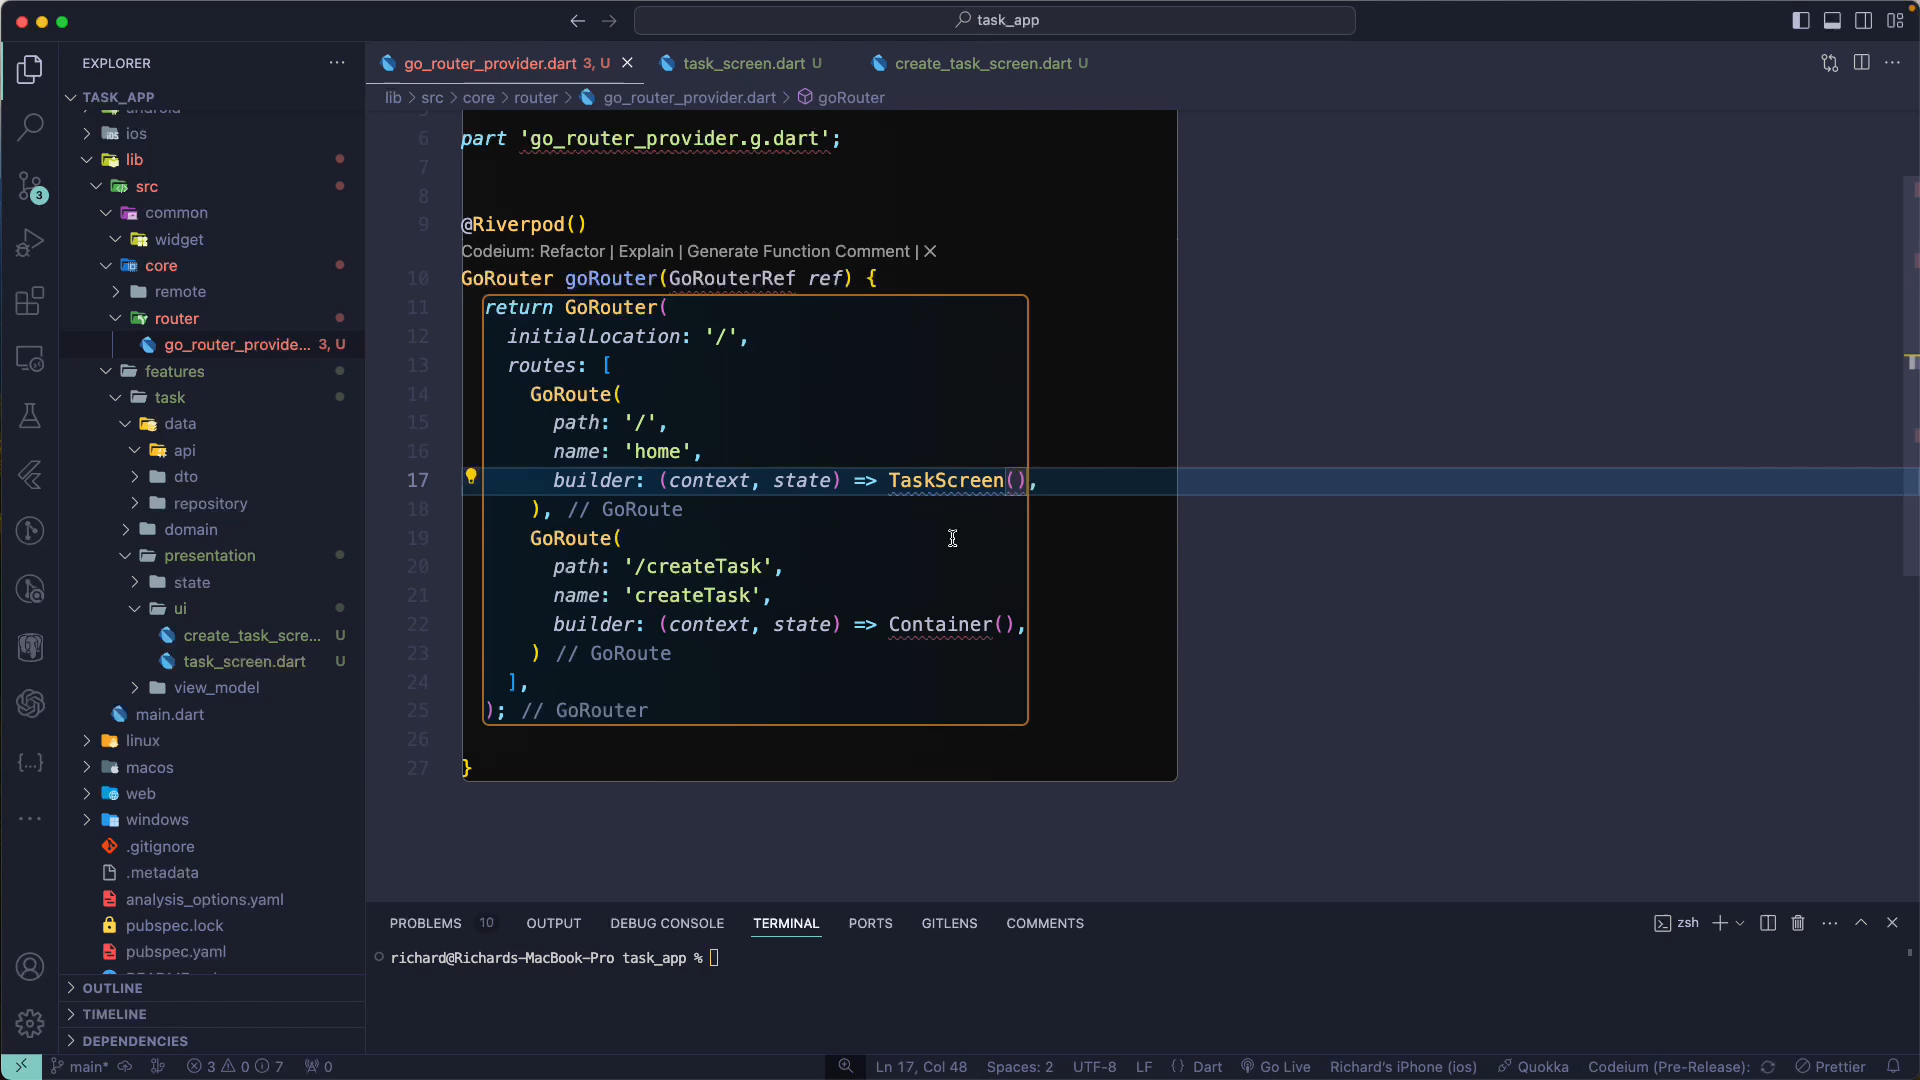 task_app
EXPLORER
go_router_provider.dart 3, U
task_screen.dart U
create_task_screen.dart U
TASK_APP
lib > src > core > router > go_router_provider.dart > goRouter
android
ios
lib
src
common
widget
core
remote
router
go_router_provide... 3, U
features
task
data
api
dto
repository
domain
presentation
state
ui
create_task_scre... U
task_screen.dart U
view_model
main.dart
linux
macos
web
windows
.gitignore
.metadata
analysis_options.yaml
pubspec.lock
pubspec.yaml
OUTLINE
TIMELINE
DEPENDENCIES
3
6 part 'go_router_provider.g.dart';
7
8
9 @Riverpod()
Codeium: Refactor | Explain | Generate Function Comment | X
10 GoRouter goRouter(GoRouterRef ref) {
11 return GoRouter(
12 initialLocation: '/',
13 routes: [
14 GoRoute(
15 path: '/',
16 name: 'home',
17 builder: (context, state) => TaskScreen(),
18 ), // GoRoute
19 GoRoute(
20 path: '/createTask',
21 name: 'createTask',
22 builder: (context, state) => Container(),
23 ) // GoRoute
24 ],
25 ); // GoRouter
26
27 }
PROBLEMS 10 OUTPUT DEBUG CONSOLE TERMINAL PORTS GITLENS COMMENTS
zsh
richard@Richards-MacBook-Pro task_app %
main* 3 0 7 0 Ln 17, Col 48 Spaces: 2 UTF-8 LF {} Dart Go Live Richard's iPhone (ios) Quokka Codeium (Pre-Release): Prettier